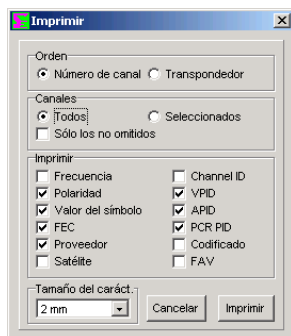 Imprimir
Orden
Número de canal Transpondedor
Canales
Todos Seleccionados
Sólo los no omitidos
Imprimir
Frecuencia Channel ID
Polaridad VPID
Valor del símbolo APID
FEC PCR PID
Proveedor Codificado
Satélite FAV
Tamaño del caráct.
2 mm Cancelar Imprimir